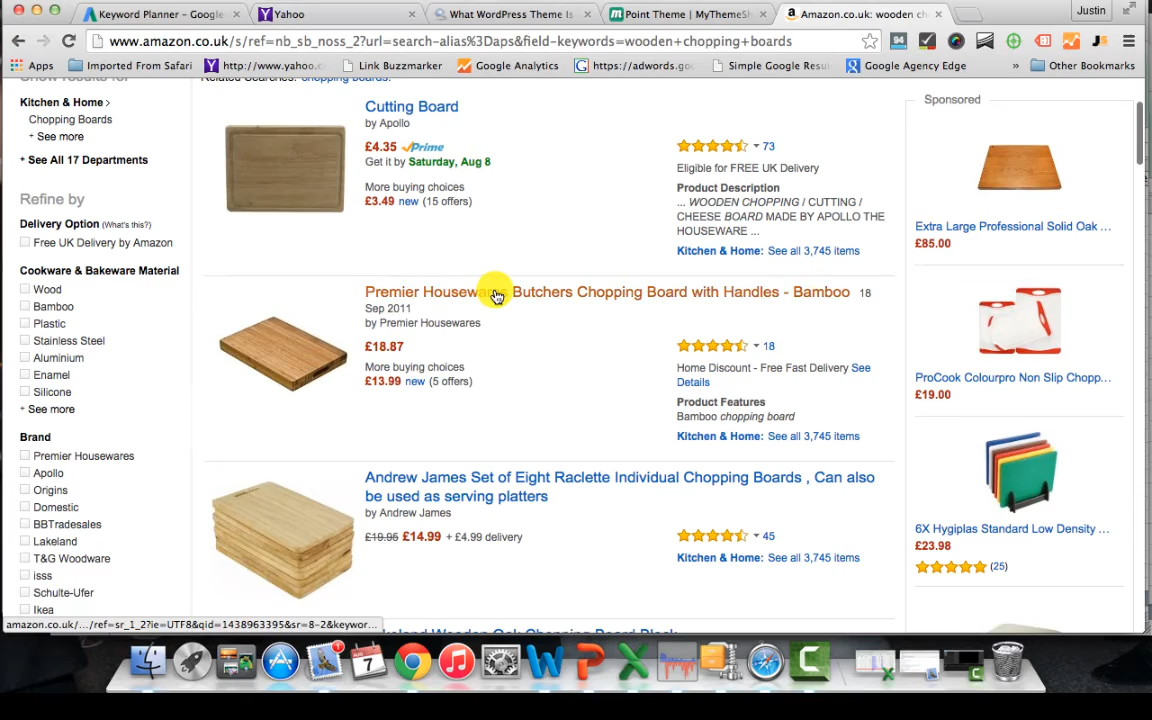 Keyword Planner - Google
Yahoo
What WordPress Theme Is
Point Theme | MyThemeSh
Amazon.co.uk: wooden ch
Justin
www.amazon.co.uk/s/ref=nb_sb_noss_2?url=search-alias%3Daps&field-keywords=wooden+chopping+boards
94
Apps
Imported From Safari
http://www.yahoo.c
Link Buzzmarker
Google Analytics
https://adwords.goo
Simple Google Resu
Google Agency Edge
»
Other Bookmarks
Show results for
Related Searches: chopping boards.
Kitchen & Home ›
Chopping Boards
+ See more
+ See All 17 Departments
Refine by
Delivery Option (What's this?)
Free UK Delivery by Amazon
Cookware & Bakeware Material
Wood
Bamboo
Plastic
Stainless Steel
Aluminium
Enamel
Silicone
+ See more
Brand
Premier Housewares
Apollo
Origins
Domestic
BBTradesales
Lakeland
T&G Woodware
isss
Schulte-Ufer
Ikea
Cutting Board
by Apollo
£4.35 Prime
Get it by Saturday, Aug 8
More buying choices
£3.49 new (15 offers)
73
Eligible for FREE UK Delivery
Product Description
... WOODEN CHOPPING / CUTTING /
CHEESE BOARD MADE BY APOLLO THE
HOUSEWARE ...
Kitchen & Home: See all 3,745 items
Premier Housewares Butchers Chopping Board with Handles - Bamboo 18
Sep 2011
by Premier Housewares
£18.87
More buying choices
£13.99 new (5 offers)
18
Home Discount - Free Fast Delivery See
Details
Product Features
Bamboo chopping board
Kitchen & Home: See all 3,745 items
Andrew James Set of Eight Raclette Individual Chopping Boards , Can also
be used as serving platters
by Andrew James
£19.95 £14.99 + £4.99 delivery
45
Kitchen & Home: See all 3,745 items
Sponsored
Extra Large Professional Solid Oak ...
£85.00
ProCook Colourpro Non Slip Chopp...
£19.00
6X Hygiplas Standard Low Density ...
£23.98
(25)
amazon.co.uk/.../ref=sr_1_2?ie=UTF8&qid=1438963395&sr=8-2&keywor...
Lakeland Wooden Oak Chopping Board Block
1
AUG
7